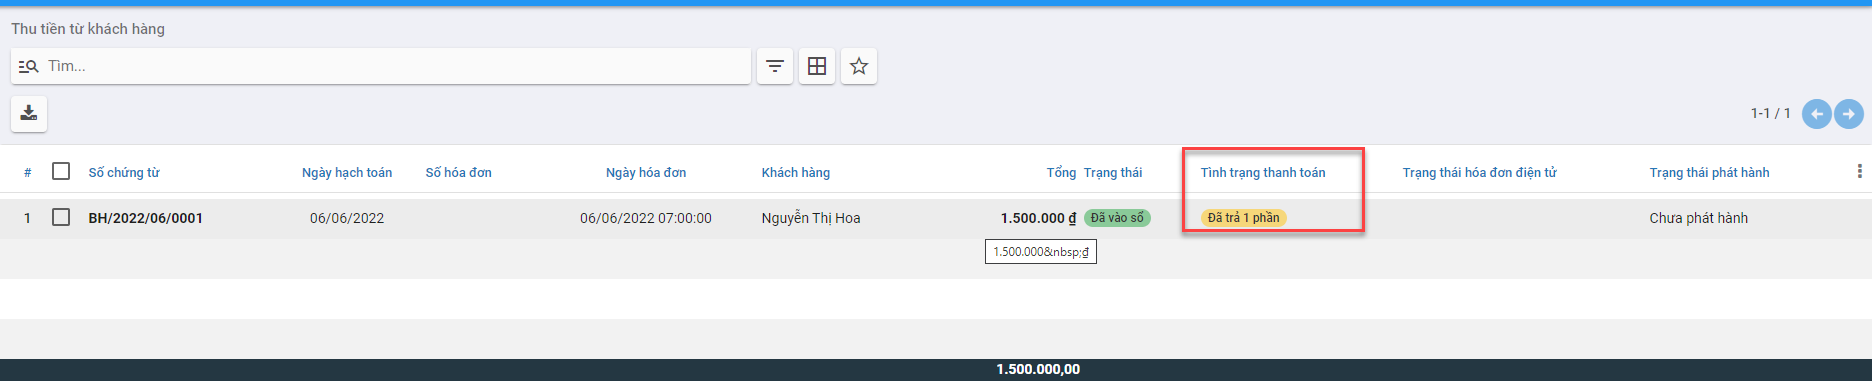 Thu tiền từ khách hàng
Tìm...
1-1 / 1
# Số chứng từ Ngày hạch toán Số hóa đơn Ngày hóa đơn Khách hàng Tổng Trạng thái Tình trạng thanh toán Trạng thái hóa đơn điện tử Trạng thái phát hành
1 BH/2022/06/0001 06/06/2022 06/06/2022 07:00:00 Nguyễn Thị Hoa 1.500.000 ₫ Đã vào sổ Đã trả 1 phần Chưa phát hành
1.500.000&nbsp;₫
1.500.000,00